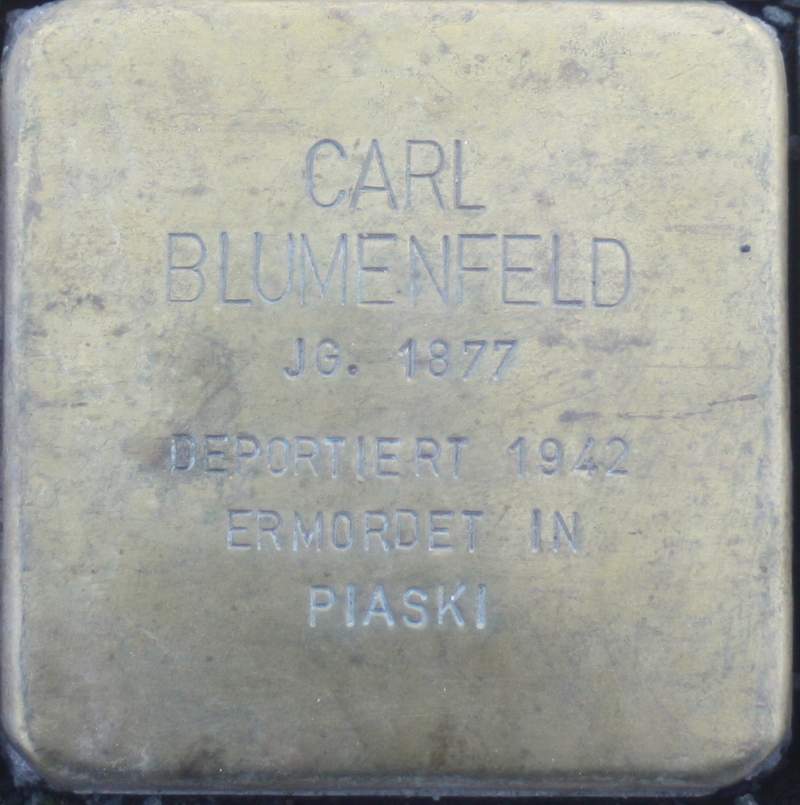 CARL
BLUMENFELD
JG. 1877
DEPORTIERT 1942
ERMORDET IN
PIASKI